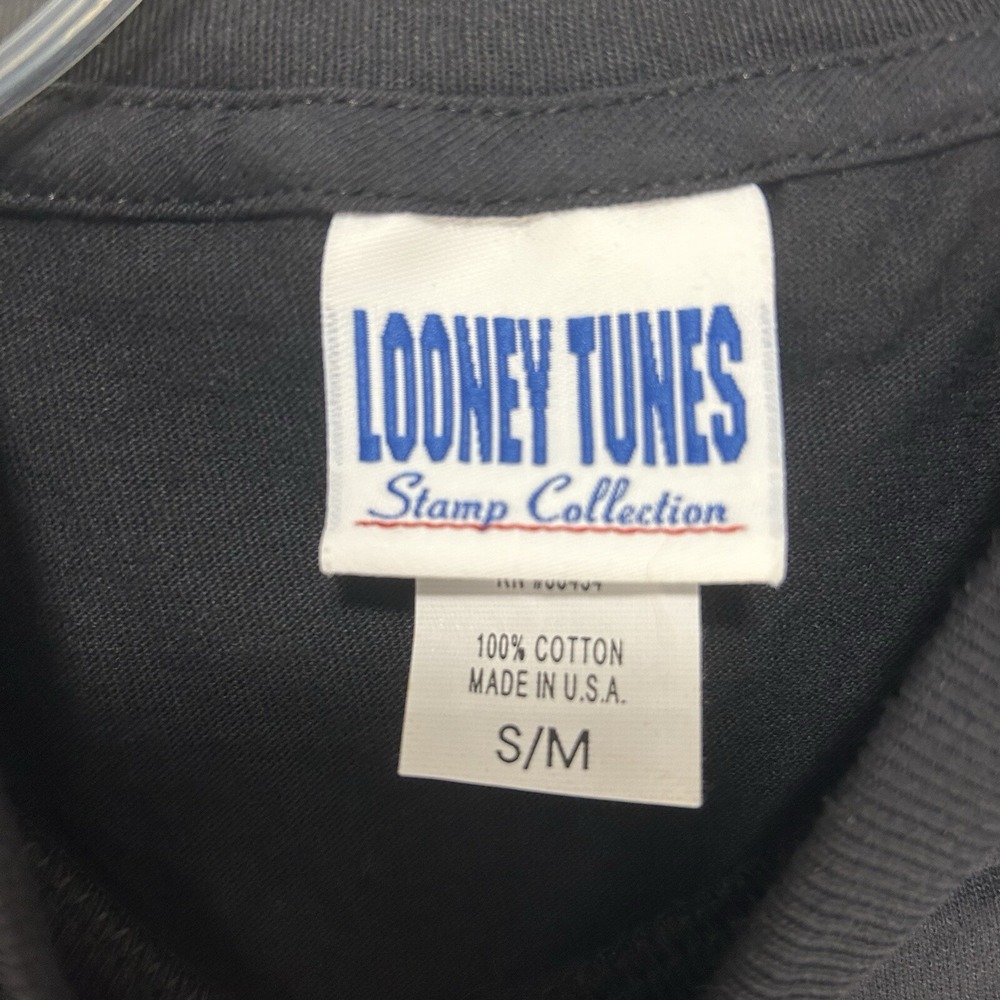 LOONEY TUNES
Stamp Collection
100% COTTON
MADE IN U.S.A.
S/M